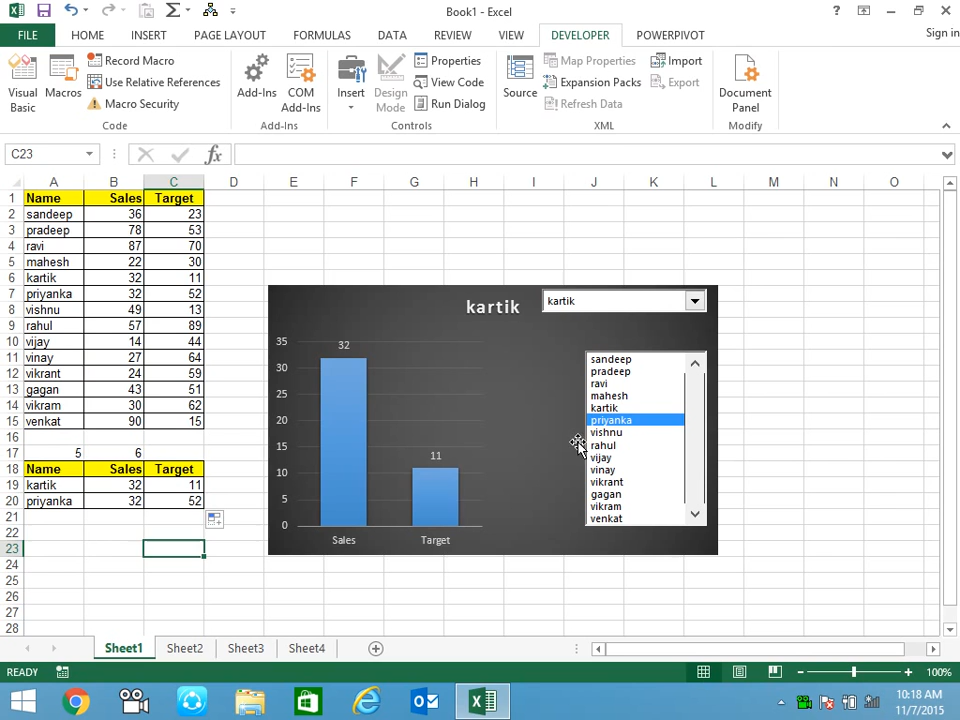 Book1 - Excel
FILE HOME INSERT PAGE LAYOUT FORMULAS DATA REVIEW VIEW DEVELOPER POWERPIVOT Sign in
Visual Basic
Macros
Record Macro
Use Relative References
Macro Security
Code
Add-Ins
COM Add-Ins
Add-Ins
Insert
Design Mode
Properties
View Code
Run Dialog
Controls
Source
Map Properties
Expansion Packs
Refresh Data
Import
Export
XML
Document Panel
Modify
C23 fx
A B C D E F G H I J K L M N O
1 Name Sales Target
2 sandeep 36 23
3 pradeep 78 53
4 ravi 87 70
5 mahesh 22 30
6 kartik 32 11
7 priyanka 32 52
8 vishnu 49 13
9 rahul 57 89
10 vijay 14 44
11 vinay 27 64
12 vikrant 24 59
13 gagan 43 51
14 vikram 30 62
15 venkat 90 15
16
17 5 6
18 Name Sales Target
19 kartik 32 11
20 priyanka 32 52
21
22
23
24
25
26
27
28
kartik
kartik
35
30
25
20
15
10
5
0
32
11
Sales Target
sandeep
pradeep
ravi
mahesh
kartik
priyanka
vishnu
rahul
vijay
vinay
vikrant
gagan
vikram
venkat
Sheet1 Sheet2 Sheet3 Sheet4
READY 100%
10:18 AM
11/7/2015